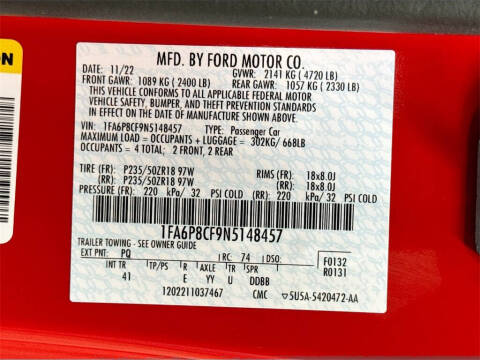 MFD. BY FORD MOTOR CO.
DATE: 11/22 GVWR: 2141 KG ( 4720 LB)
FRONT GAWR: 1089 KG ( 2400 LB) REAR GAWR: 1057 KG ( 2330 LB)
THIS VEHICLE CONFORMS TO ALL APPLICABLE FEDERAL MOTOR
VEHICLE SAFETY, BUMPER, AND THEFT PREVENTION STANDARDS
IN EFFECT ON THE DATE OF MANUFACTURE SHOWN ABOVE.
VIN: 1FA6P8CF9N5148457 TYPE: Passenger Car
MAXIMUM LOAD = OCCUPANTS + LUGGAGE = 302KG/ 668LB
OCCUPANTS = 4 TOTAL; 2 FRONT, 2 REAR
TIRE (FR): P235/50ZR18 97W RIMS (FR): 18x8.0J
TIRE (RR): P235/50ZR18 97W RIMS (RR): 18x8.0J
PRESSURE (FR): 220 kPA/ 32 PSI COLD (RR): 220 kPA/ 32 PSI COLD
1FA6P8CF9N5148457
TRAILER TOWING - SEE OWNER GUIDE
EXT PNT: PQ RC: 74 DSO: F0132
R0131
INT TR TP/PS R AXLE TR SPR
41 E YY U DDBB
1202211037467 CMC 5U5A-5420472-AA